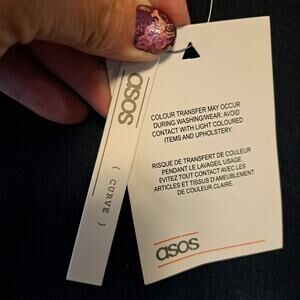 asos
( CURVE )
COLOUR TRANSFER MAY OCCUR
DURING WASHING/WEAR. AVOID
CONTACT WITH LIGHT COLOURED
ITEMS AND UPHOLSTERY.
RISQUE DE TRANSFERT DE COULEUR
PENDANT LE LAVAGE/L'USAGE.
EVITEZ TOUT CONTACT AVEC LES
ARTICLES ET TISSUS D'AMEUBLEMENT
DE COULEUR CLAIRE.
asos